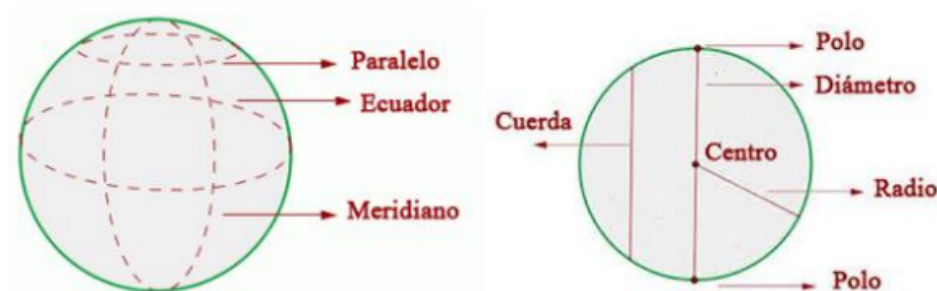 Paralelo
Ecuador
Meridiano
Polo
Diámetro
Cuerda
Centro
Radio
Polo